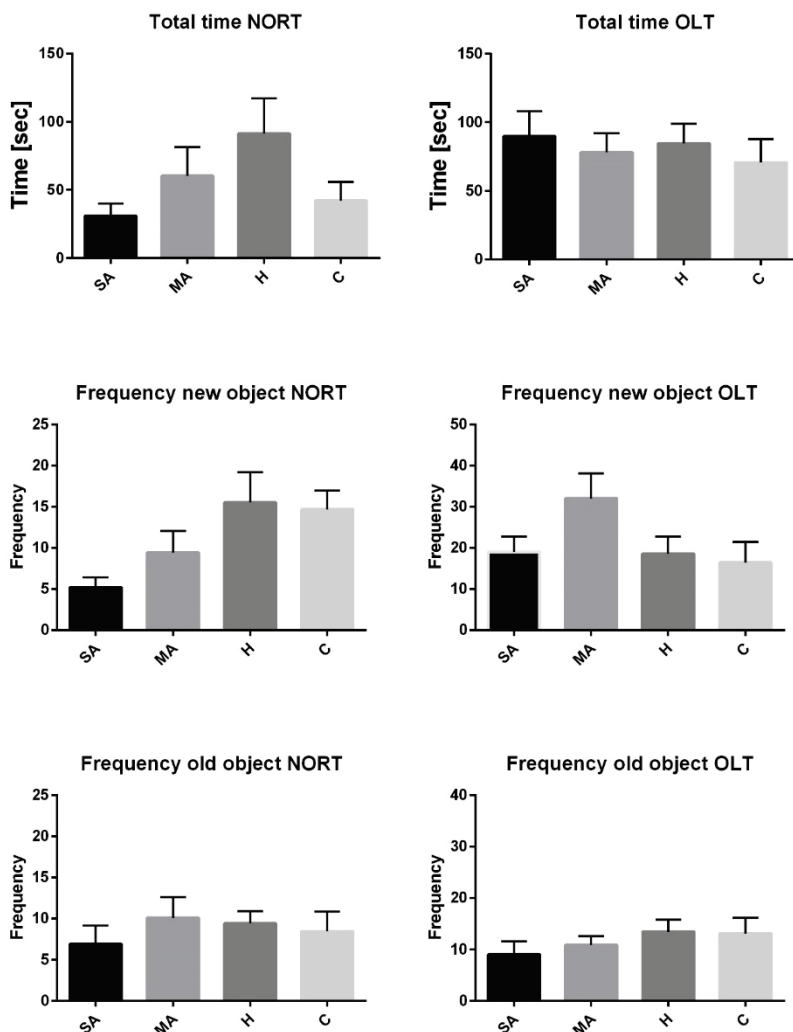 Total time NORT
150
100
50
0
Time [sec]
SA MA H C
Total time OLT
150
100
50
0
Time [sec]
SA MA H C
Frequency new object NORT
25
20
15
10
5
0
Frequency
SA MA H C
Frequency new object OLT
50
40
30
20
10
0
Frequency
SA MA H C
Frequency old object NORT
25
20
15
10
5
0
Frequency
SA MA H C
Frequency old object OLT
40
30
20
10
0
Frequency
SA MA H C